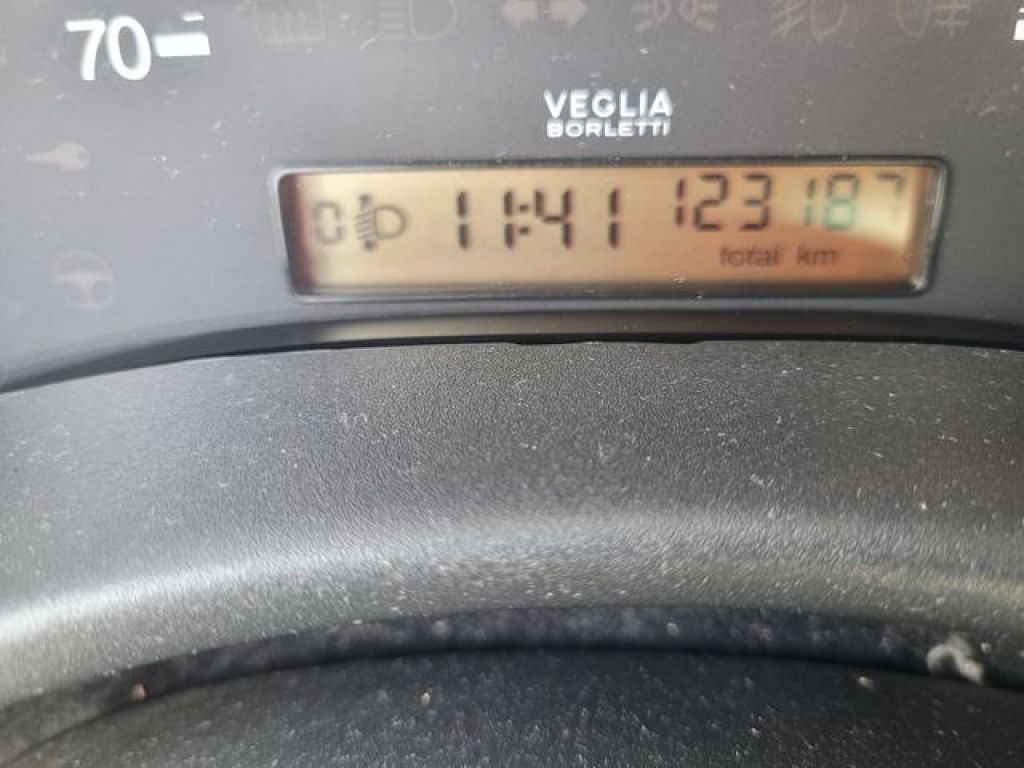 70
VEGLIA
BORLETTI
0 11:41 123187
total km